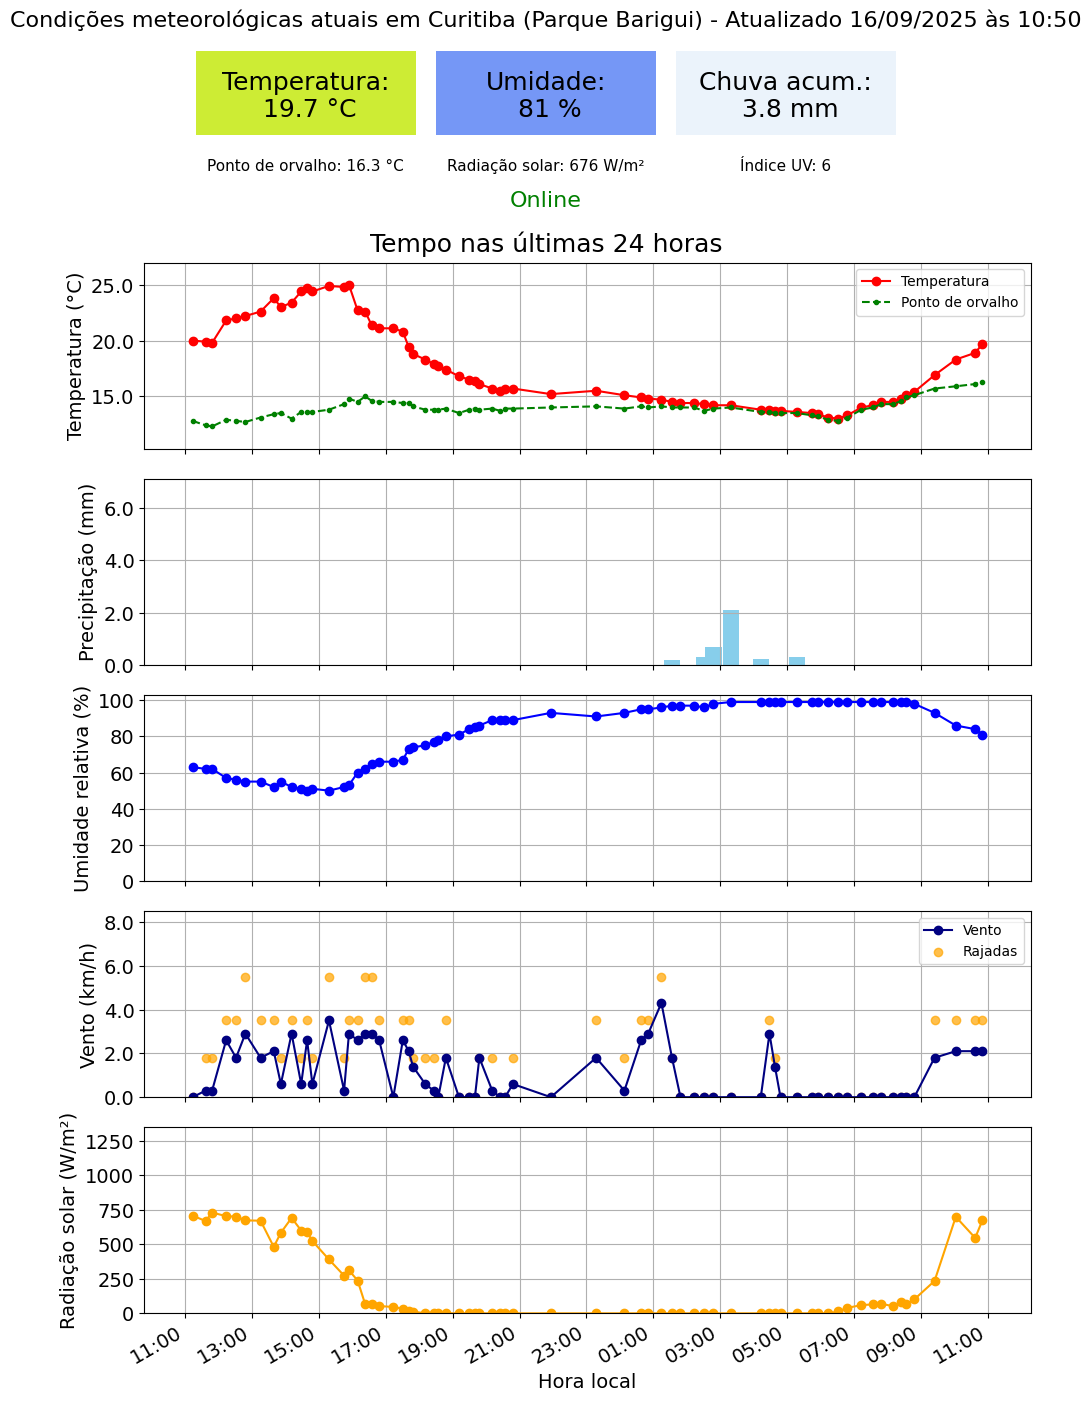 Condições meteorológicas atuais em Curitiba (Parque Barigui) - Atualizado 16/09/2025 às 10:50
Temperatura:
19.7 °C
Umidade:
81 %
Chuva acum.:
3.8 mm
Ponto de orvalho: 16.3 °C
Radiação solar: 676 W/m²
Índice UV: 6
Online
Tempo nas últimas 24 horas
Temperatura (°C)
25.0
20.0
15.0
Temperatura
Ponto de orvalho
Precipitação (mm)
6.0
4.0
2.0
0.0
Umidade relativa (%)
100
80
60
40
20
0
Vento (km/h)
8.0
6.0
4.0
2.0
0.0
Vento
Rajadas
Radiação solar (W/m²)
1250
1000
750
500
250
0
11:00
13:00
15:00
17:00
19:00
21:00
23:00
01:00
03:00
05:00
07:00
09:00
11:00
Hora local